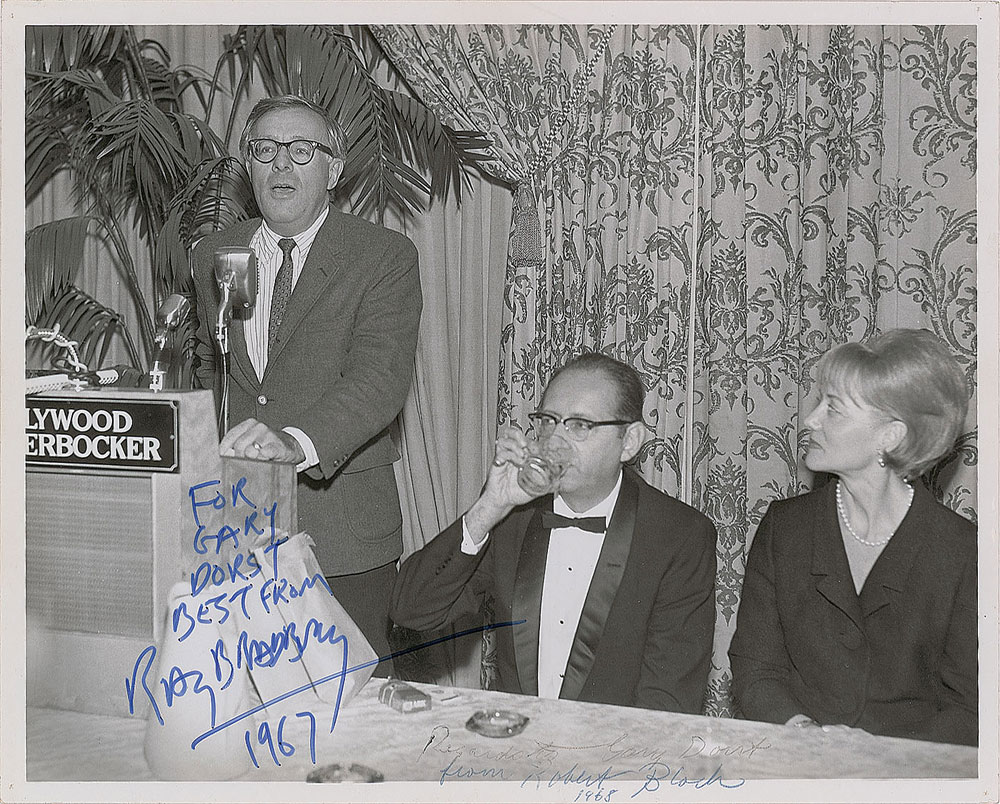 LYWOOD
ERBOCKER
FOR
GARY
DORST
BEST FROM
RAY BRADBURY
1967
Gary Dorst
from Robert Bloch
1968